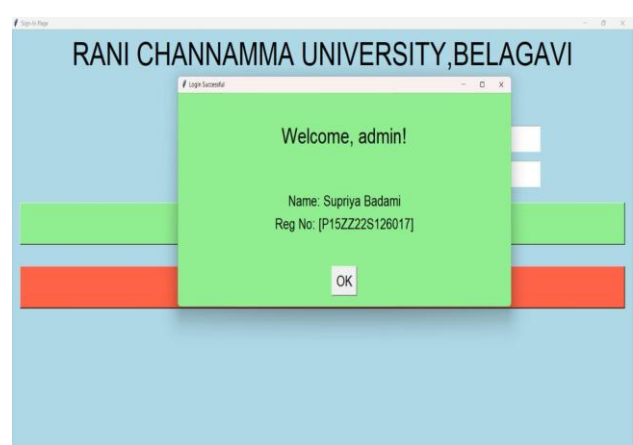 Sign-In Page
RANI CHANNAMMA UNIVERSITY,BELAGAVI
Login Successful
Welcome, admin!
Name: Supriya Badami
Reg No: [P15ZZ22S126017]
OK